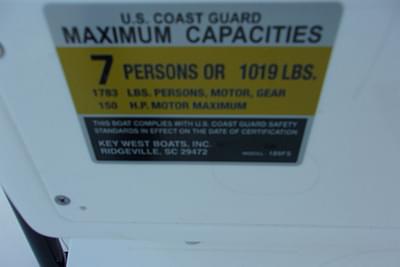 U.S. COAST GUARD
MAXIMUM CAPACITIES
7 PERSONS OR 1019 LBS.
1783 LBS. PERSONS, MOTOR, GEAR
150 H.P. MOTOR MAXIMUM
THIS BOAT COMPLIES WITH U.S. COAST GUARD SAFETY
STANDARDS IN EFFECT ON THE DATE OF CERTIFICATION
KEY WEST BOATS, INC.
RIDGEVILLE, SC 29472 MODEL: 189FS